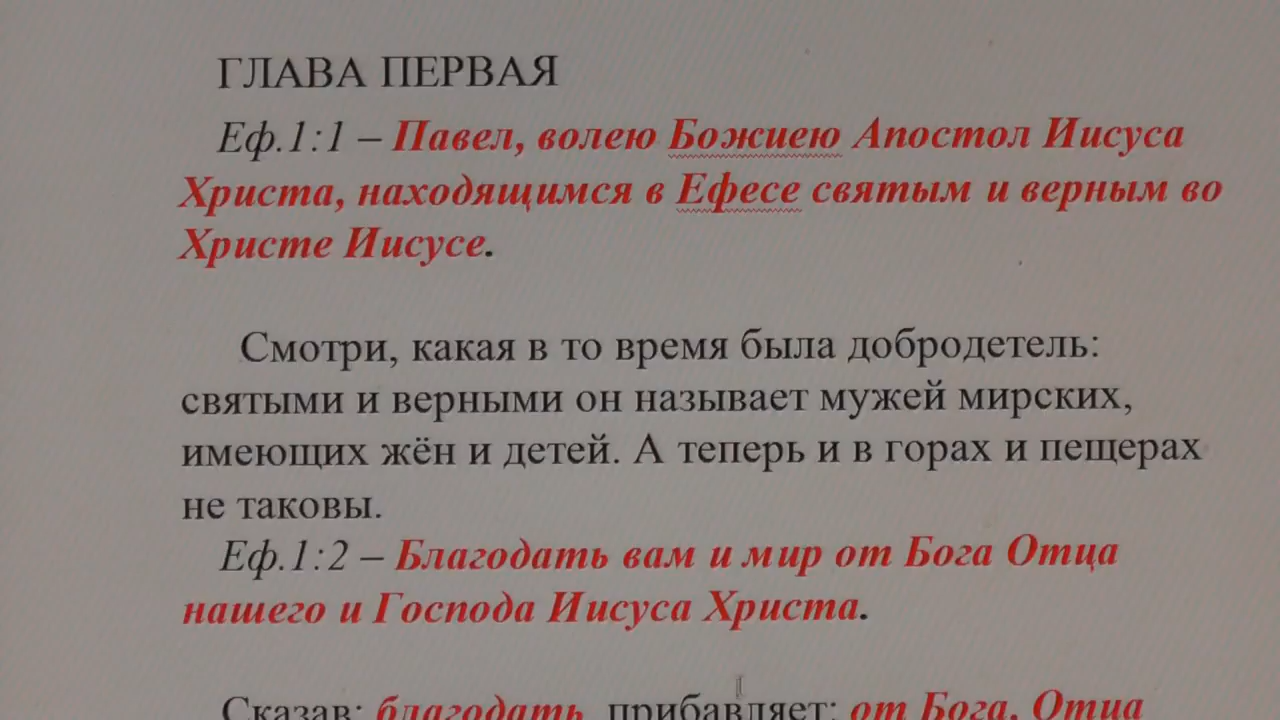 ГЛАВА ПЕРВАЯ
Еф.1:1 – Павел, волею Божиею Апостол Иисуса
Христа, находящимся в Ефесе святым и верным во
Христе Иисусе.
Смотри, какая в то время была добродетель:
святыми и верными он называет мужей мирских,
имеющих жён и детей. А теперь и в горах и пещерах
не таковы.
Еф.1:2 – Благодать вам и мир от Бога Отца
нашего и Господа Иисуса Христа.
Сказав: благодать, прибавляет: от Бога, Отца